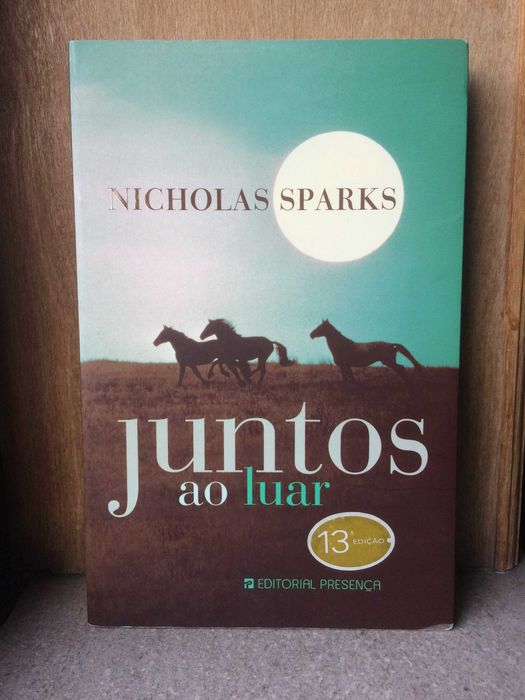 NICHOLAS SPARKS
juntos
ao luar
13ª EDIÇÃO
EDITORIAL PRESENÇA